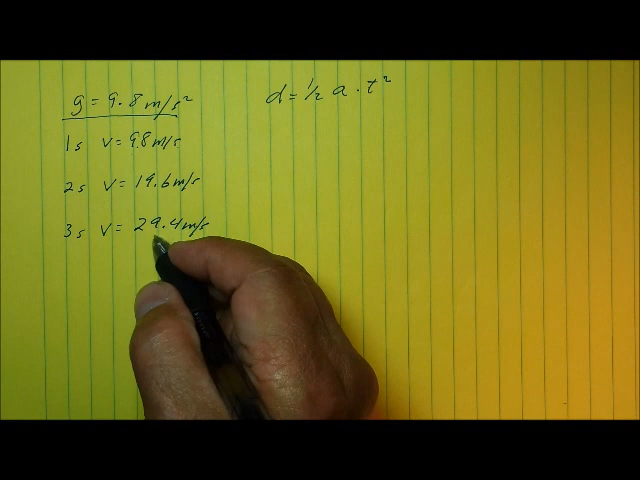 g = 9.8 m/s²
1s v = 9.8 m/s
2s v = 19.6 m/s
3s v = 29.4 m/s
d = 1/2 a · t²